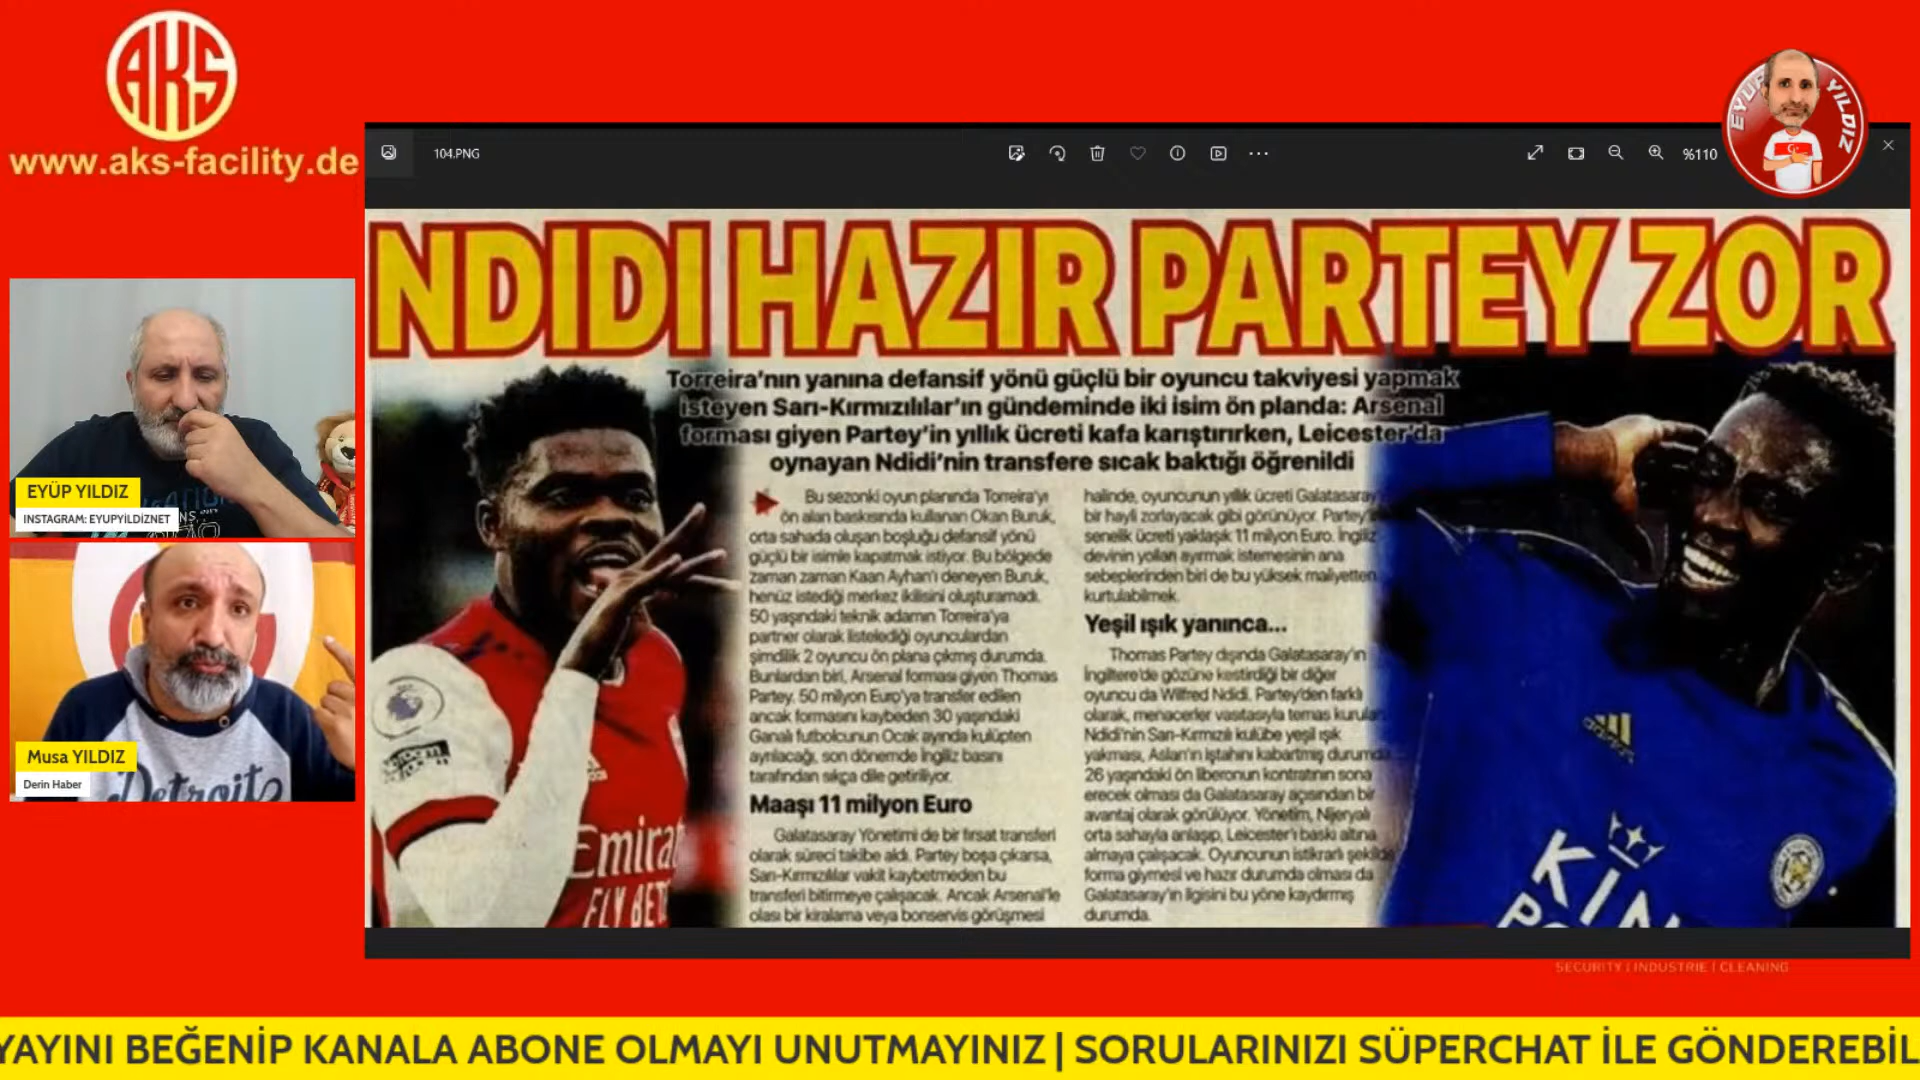 AKS
www.aks-facility.de
EYÜP YILDIZ
104.PNG
%110
NDIDI HAZIR PARTEY ZOR
Torreira'nın yanına defansif yönü güçlü bir oyuncu takviyesi yapmak
isteyen Sarı-Kırmızılılar'ın gündeminde iki isim ön planda: Arsenal
forması giyen Partey'in yıllık ücreti kafa karıştırırken, Leicester'da
oynayan Ndidi'nin transfere sıcak baktığı öğrenildi
Bu sezonki oyun planında Torreira'yı
ön alan baskısında kullanan Okan Buruk,
orta sahada oluşan boşluğu defansif yönü
güçlü bir isimle kapatmak istiyor. Bu bölgede
zaman zaman Kaan Ayhan'ı deneyen Buruk,
henüz istediği merkez ikilisini oluşturamadı.
50 yaşındaki teknik adamın Torreira'ya
partner olarak listelediği oyunculardan
şimdilik 2 oyuncu ön plana çıkmış durumda.
Bunlardan biri, Arsenal forması giyen Thomas
Partey. 50 milyon Euro'ya transfer edilen
ancak formasını kaybeden 30 yaşındaki
Ganalı futbolcunun Ocak ayında kulüpten
ayrılacağı, son dönemde İngiliz basını
tarafından sıkça dile getiriliyor.
Maaşı 11 milyon Euro
Galatasaray Yönetimi de bir fırsat transferi
olarak süreci takibe aldı. Partey boşa çıkarsa,
Sarı-Kırmızılılar vakit kaybetmeden bu
transferi bitirmeye çalışacak. Ancak Arsenal'le
olası bir kiralama veya bonservis görüşmesi
halinde, oyuncunun yıllık ücreti Galatasaray'ı
bir hayli zorlayacak gibi görünüyor. Partey'in
senelik ücreti yaklaşık 11 milyon Euro. İngiliz
devinin yolları ayırmak istemesinin ana
sebeplerinden biri de bu yüksek maliyetten
kurtulabilmek.
Yeşil ışık yanınca...
Thomas Partey dışında Galatasaray'ın
İngiltere'de gözüne kestirdiği bir diğer
oyuncu da Wilfred Ndidi. Partey'den farklı
olarak, menacerler vasıtasıyla temas kurulan
Ndidi'nin Sarı-Kırmızılı kulübe yeşil ışık
yakması, Aslan'ın iştahını kabartmış durumda.
26 yaşındaki ön liberonun kontratının sona
erecek olması da Galatasaray açısından bir
avantaj olarak görülüyor. Yönetim, Nijeryalı
orta sahayla anlaşıp, Leicester'ı baskı altına
almaya çalışacak. Oyuncunun istikrarlı şekilde
forma giymesi ve hazır durumda olması da
Galatasaray'ın ilgisini bu yöne kaydırmış
durumda.
Emirat
FLY BET
adidas
KIN
PO
EYÜP YILDIZ
INSTAGRAM: EYUPYILDIZNET
Musa YILDIZ
Derin Haber
Detroit
SECURITY | INDUSTRIE | CLEANING
YAYINI BEĞENİP KANALA ABONE OLMAYI UNUTMAYINIZ | SORULARINIZI SÜPERCHAT İLE GÖNDEREBİL